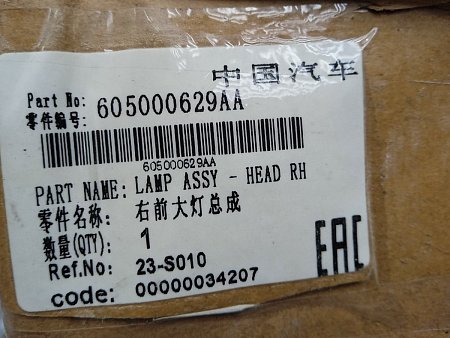 中国汽车
Part No: 605000629AA
零件编号:
605000629AA
PART NAME: LAMP ASSY - HEAD RH
零件名称: 右前大灯总成
数量(QTY): 1
Ref.No: 23-S010
code: 00000034207
EAC